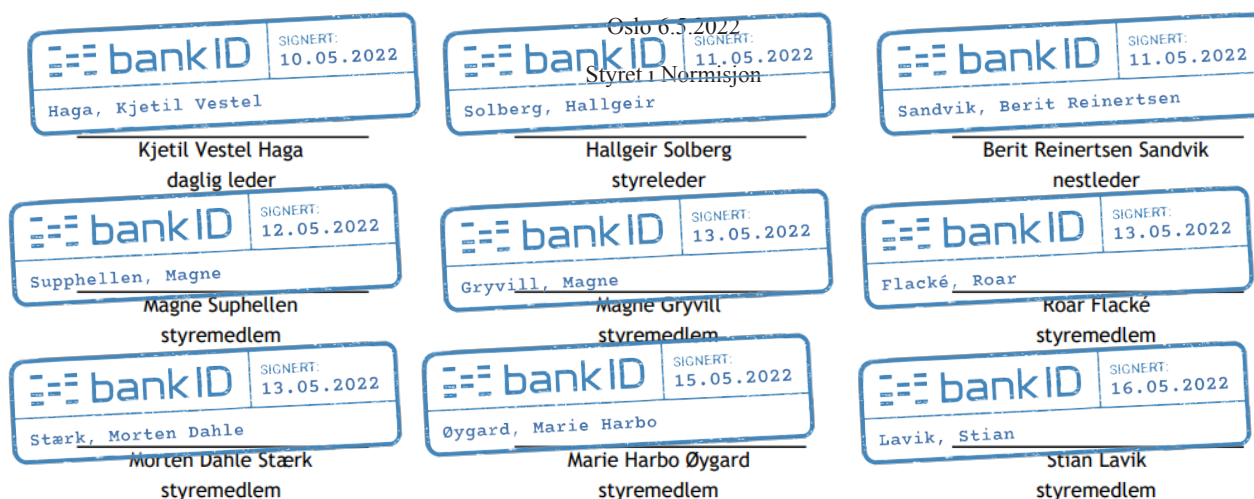 Oslo 6.5.2022
Styret i Normisjon
bankID
SIGNERT:
10.05.2022
Haga, Kjetil Vestel
Kjetil Vestel Haga
daglig leder
bankID
SIGNERT:
11.05.2022
Solberg, Hallgeir
Hallgeir Solberg
styreleder
bankID
SIGNERT:
11.05.2022
Sandvik, Berit Reinertsen
Berit Reinertsen Sandvik
nestleder
bankID
SIGNERT:
12.05.2022
Supphellen, Magne
Magne Suphellen
styremedlem
bankID
SIGNERT:
13.05.2022
Gryvill, Magne
Magne Gryvill
styremedlem
bankID
SIGNERT:
13.05.2022
Flacké, Roar
Roar Flacké
styremedlem
bankID
SIGNERT:
13.05.2022
Stærk, Morten Dahle
Morten Dahle Stærk
styremedlem
bankID
SIGNERT:
15.05.2022
Øygard, Marie Harbo
Marie Harbo Øygard
styremedlem
bankID
SIGNERT:
16.05.2022
Lavik, Stian
Stian Lavik
styremedlem